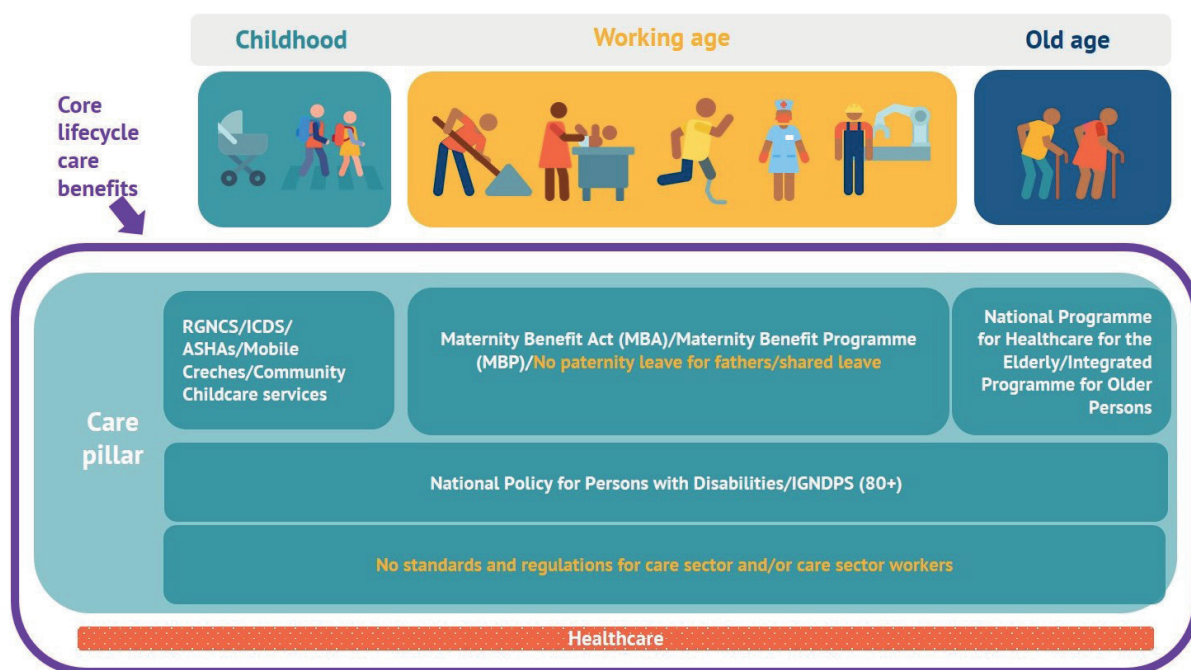 Childhood
Working age
Old age
Core
lifecycle
care
benefits
Care
pillar
RGNCS/ICDS/
ASHAs/Mobile
Creches/Community
Childcare services
Maternity Benefit Act (MBA)/Maternity Benefit Programme
(MBP)/No paternity leave for fathers/shared leave
National Programme
for Healthcare for the
Elderly/Integrated
Programme for Older
Persons
National Policy for Persons with Disabilities/IGNDPS (80+)
No standards and regulations for care sector and/or care sector workers
Healthcare